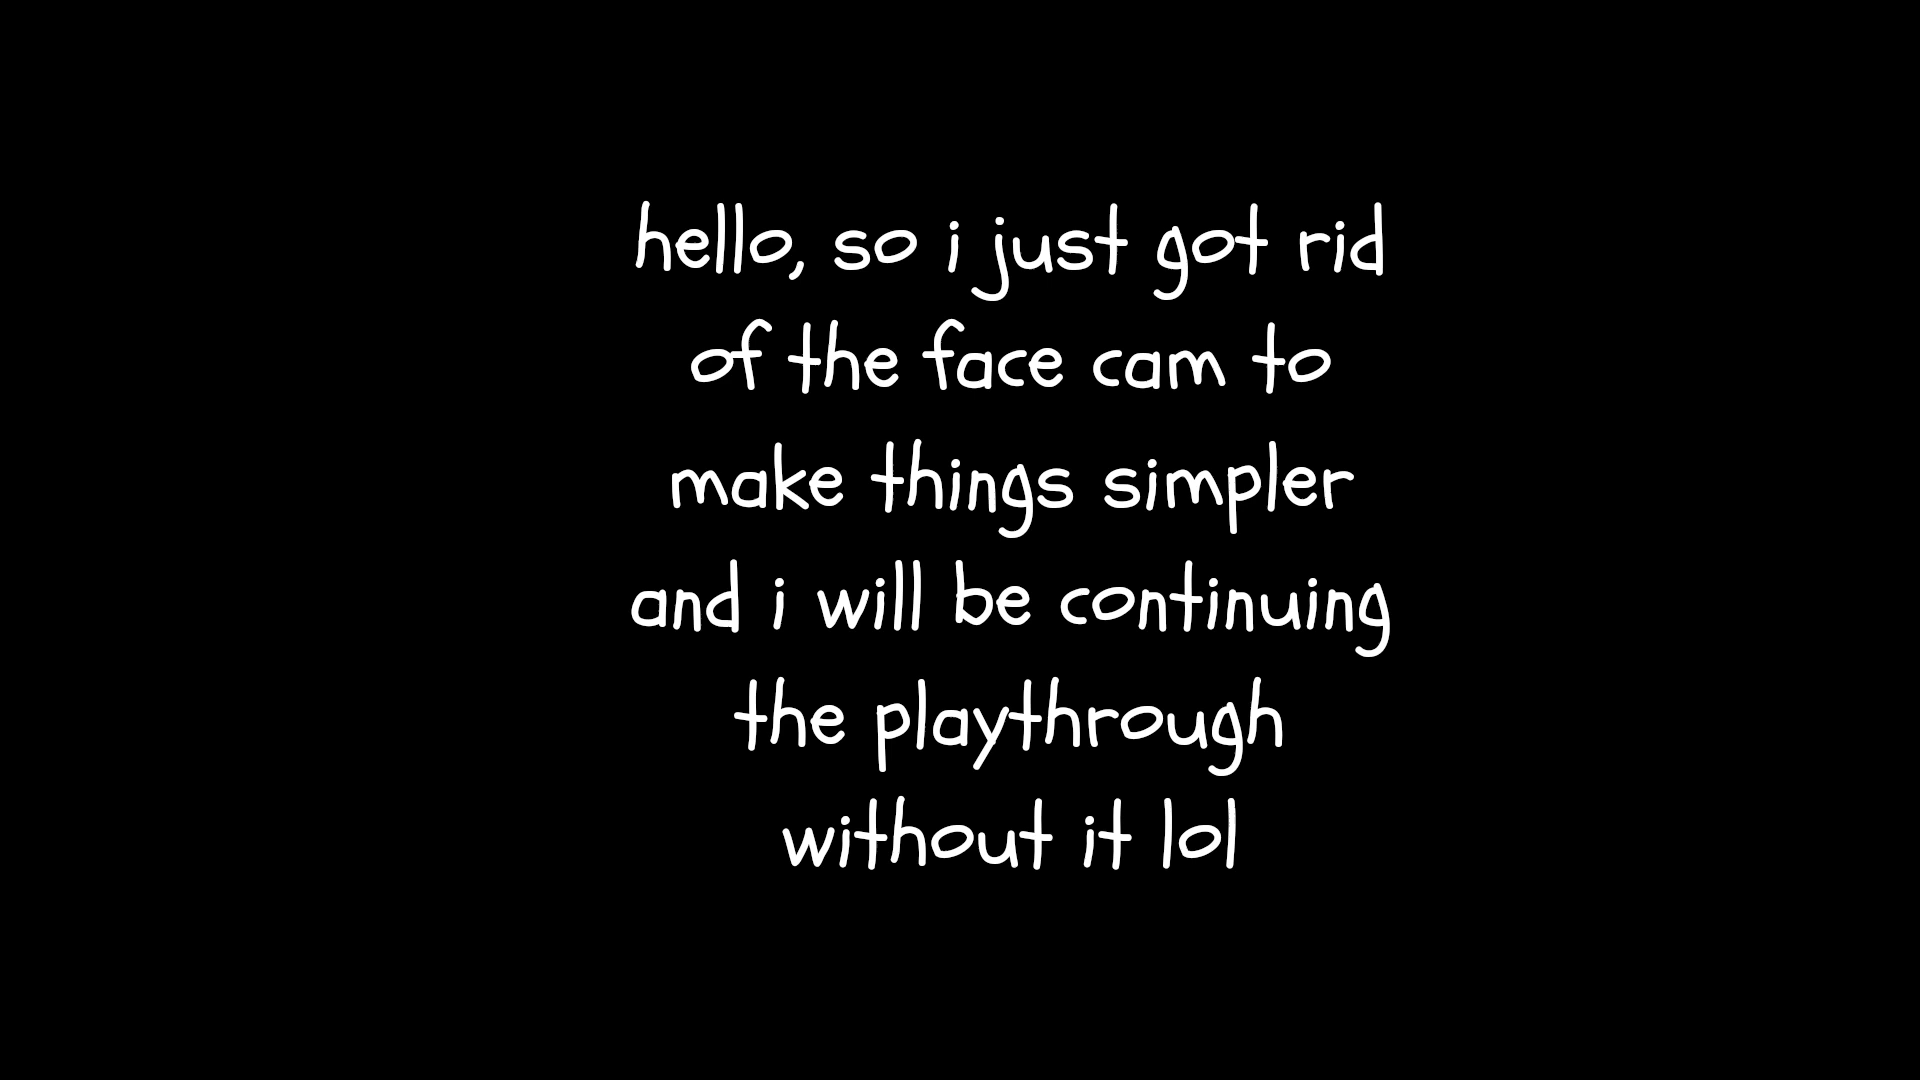 hello, so i just got rid
of the face cam to
make things simpler
and i will be continuing
the playthrough
without it lol